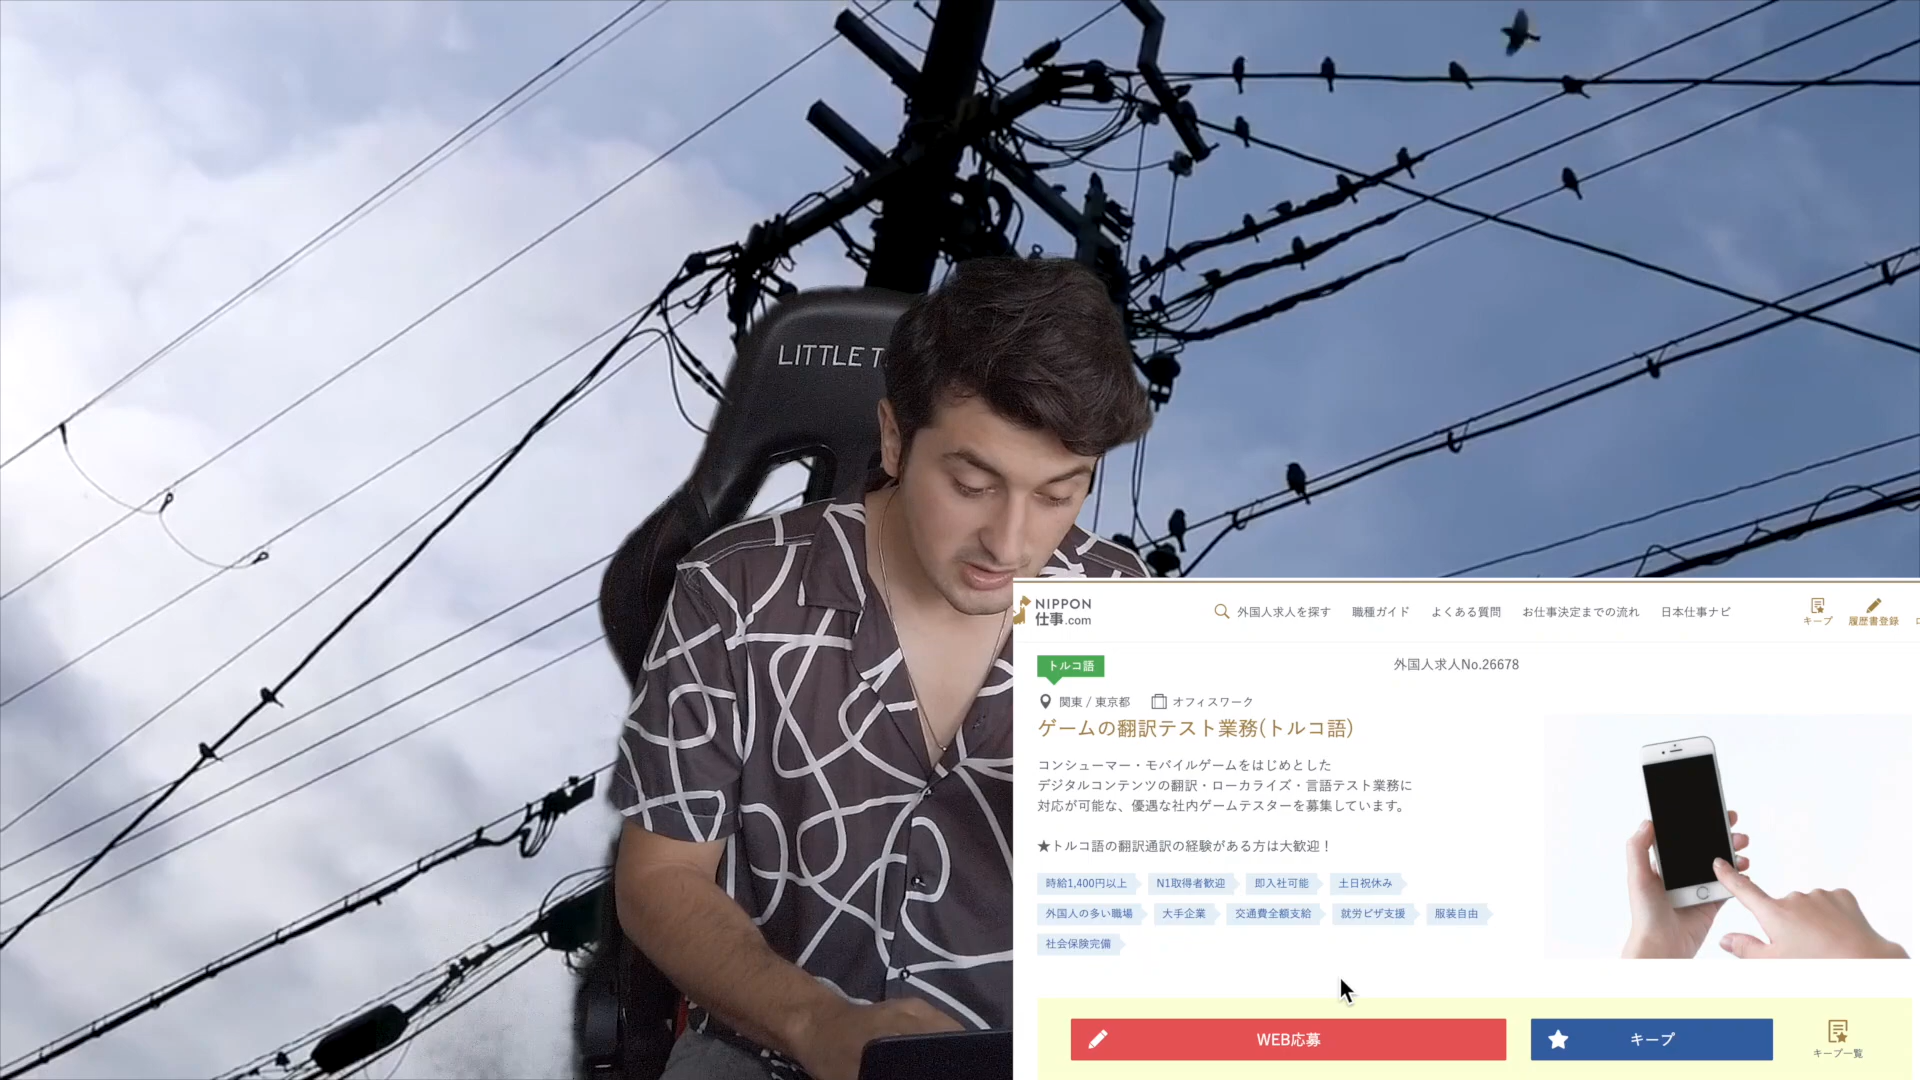 LITTLE T
NIPPON
仕事.com
外国人求人を探す 職種ガイド よくある質問 お仕事決定までの流れ 日本仕事ナビ
キープ 履歴書登録
トルコ語
外国人求人No.26678
関東 / 東京都 オフィスワーク
ゲームの翻訳テスト業務(トルコ語)
コンシューマー・モバイルゲームをはじめとした
デジタルコンテンツの翻訳・ローカライズ・言語テスト業務に
対応が可能な、優遇な社内ゲームテスターを募集しています。
★トルコ語の翻訳通訳の経験がある方は大歓迎！
時給1,400円以上 N1取得者歓迎 即入社可能 土日祝休み
外国人の多い職場 大手企業 交通費全額支給 就労ビザ支援 服装自由
社会保険完備
WEB応募 キープ キープ一覧